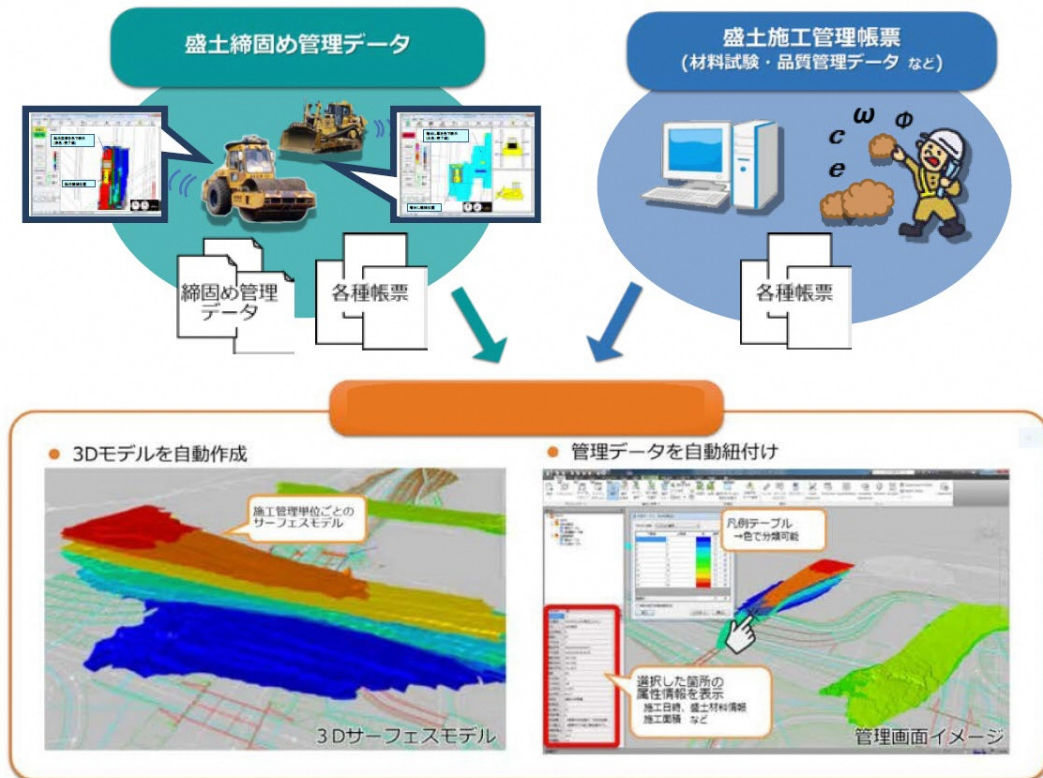 盛土締固め管理データ
盛土施工管理帳票
(材料試験・品質管理データ など)
ω
Φ
c
e
締固め管理
データ
各種帳票
各種帳票
● 3Dモデルを自動作成
● 管理データを自動紐付け
施工管理単位ごとの
サーフェスモデル
3Dサーフェスモデル
凡例テーブル
→色で分類可能
選択した箇所の
属性情報を表示
施工日時、盛土材料情報
施工面積 など
管理画面イメージ